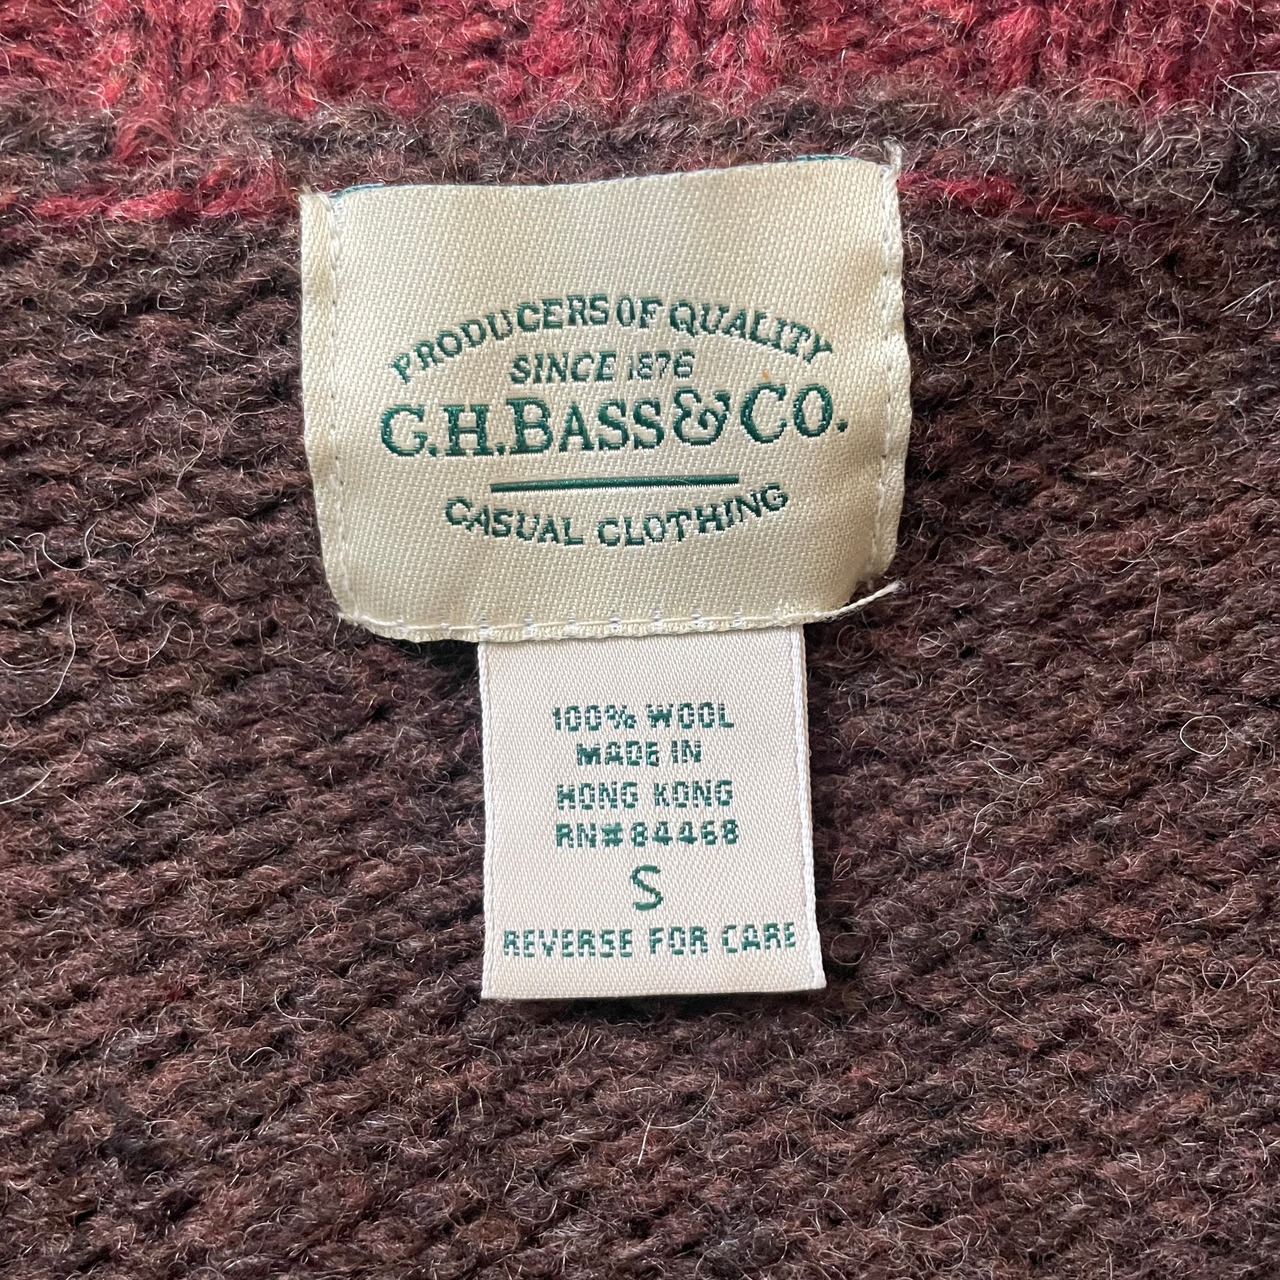 PRODUCERS OF QUALITY
SINCE 1876
G.H.BASS & CO.
CASUAL CLOTHING
100% WOOL
MADE IN
HONG KONG
RN#84468
S
REVERSE FOR CARE